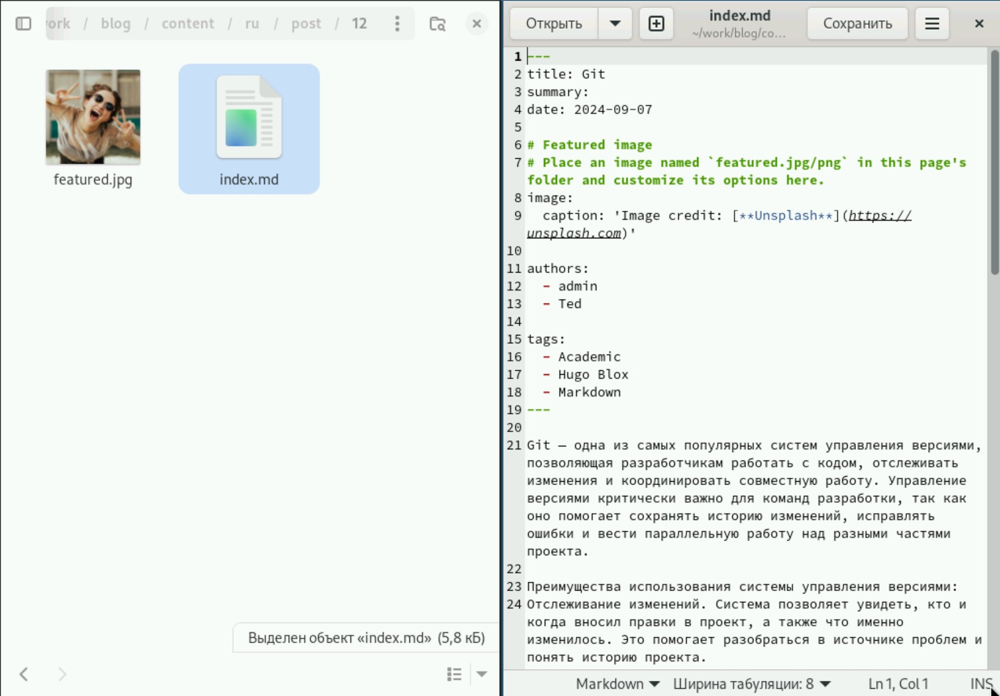 ork / blog / content / ru / post / 12
featured.jpg
index.md
Выделен объект «index.md» (5,8 кБ)
Открыть
index.md
~/work/blog/co...
Сохранить
1 ---
2 title: Git
3 summary:
4 date: 2024-09-07
5
6 # Featured image
7 # Place an image named `featured.jpg/png` in this page's
folder and customize its options here.
8 image:
9 caption: 'Image credit: [**Unsplash**](https://
unsplash.com)'
10
11 authors:
12 - admin
13 - Ted
14
15 tags:
16 - Academic
17 - Hugo Blox
18 - Markdown
19 ---
20
21 Git — одна из самых популярных систем управления версиями,
позволяющая разработчикам работать с кодом, отслеживать
изменения и координировать совместную работу. Управление
версиями критически важно для команд разработки, так как
оно помогает сохранять историю изменений, исправлять
ошибки и вести параллельную работу над разными частями
проекта.
22
23 Преимущества использования системы управления версиями:
24 Отслеживание изменений. Система позволяет увидеть, кто и
когда вносил правки в проект, а также что именно
изменилось. Это помогает разобраться в источнике проблем и
понять историю проекта.
Markdown Ширина табуляции: 8 Ln 1, Col 1 INS